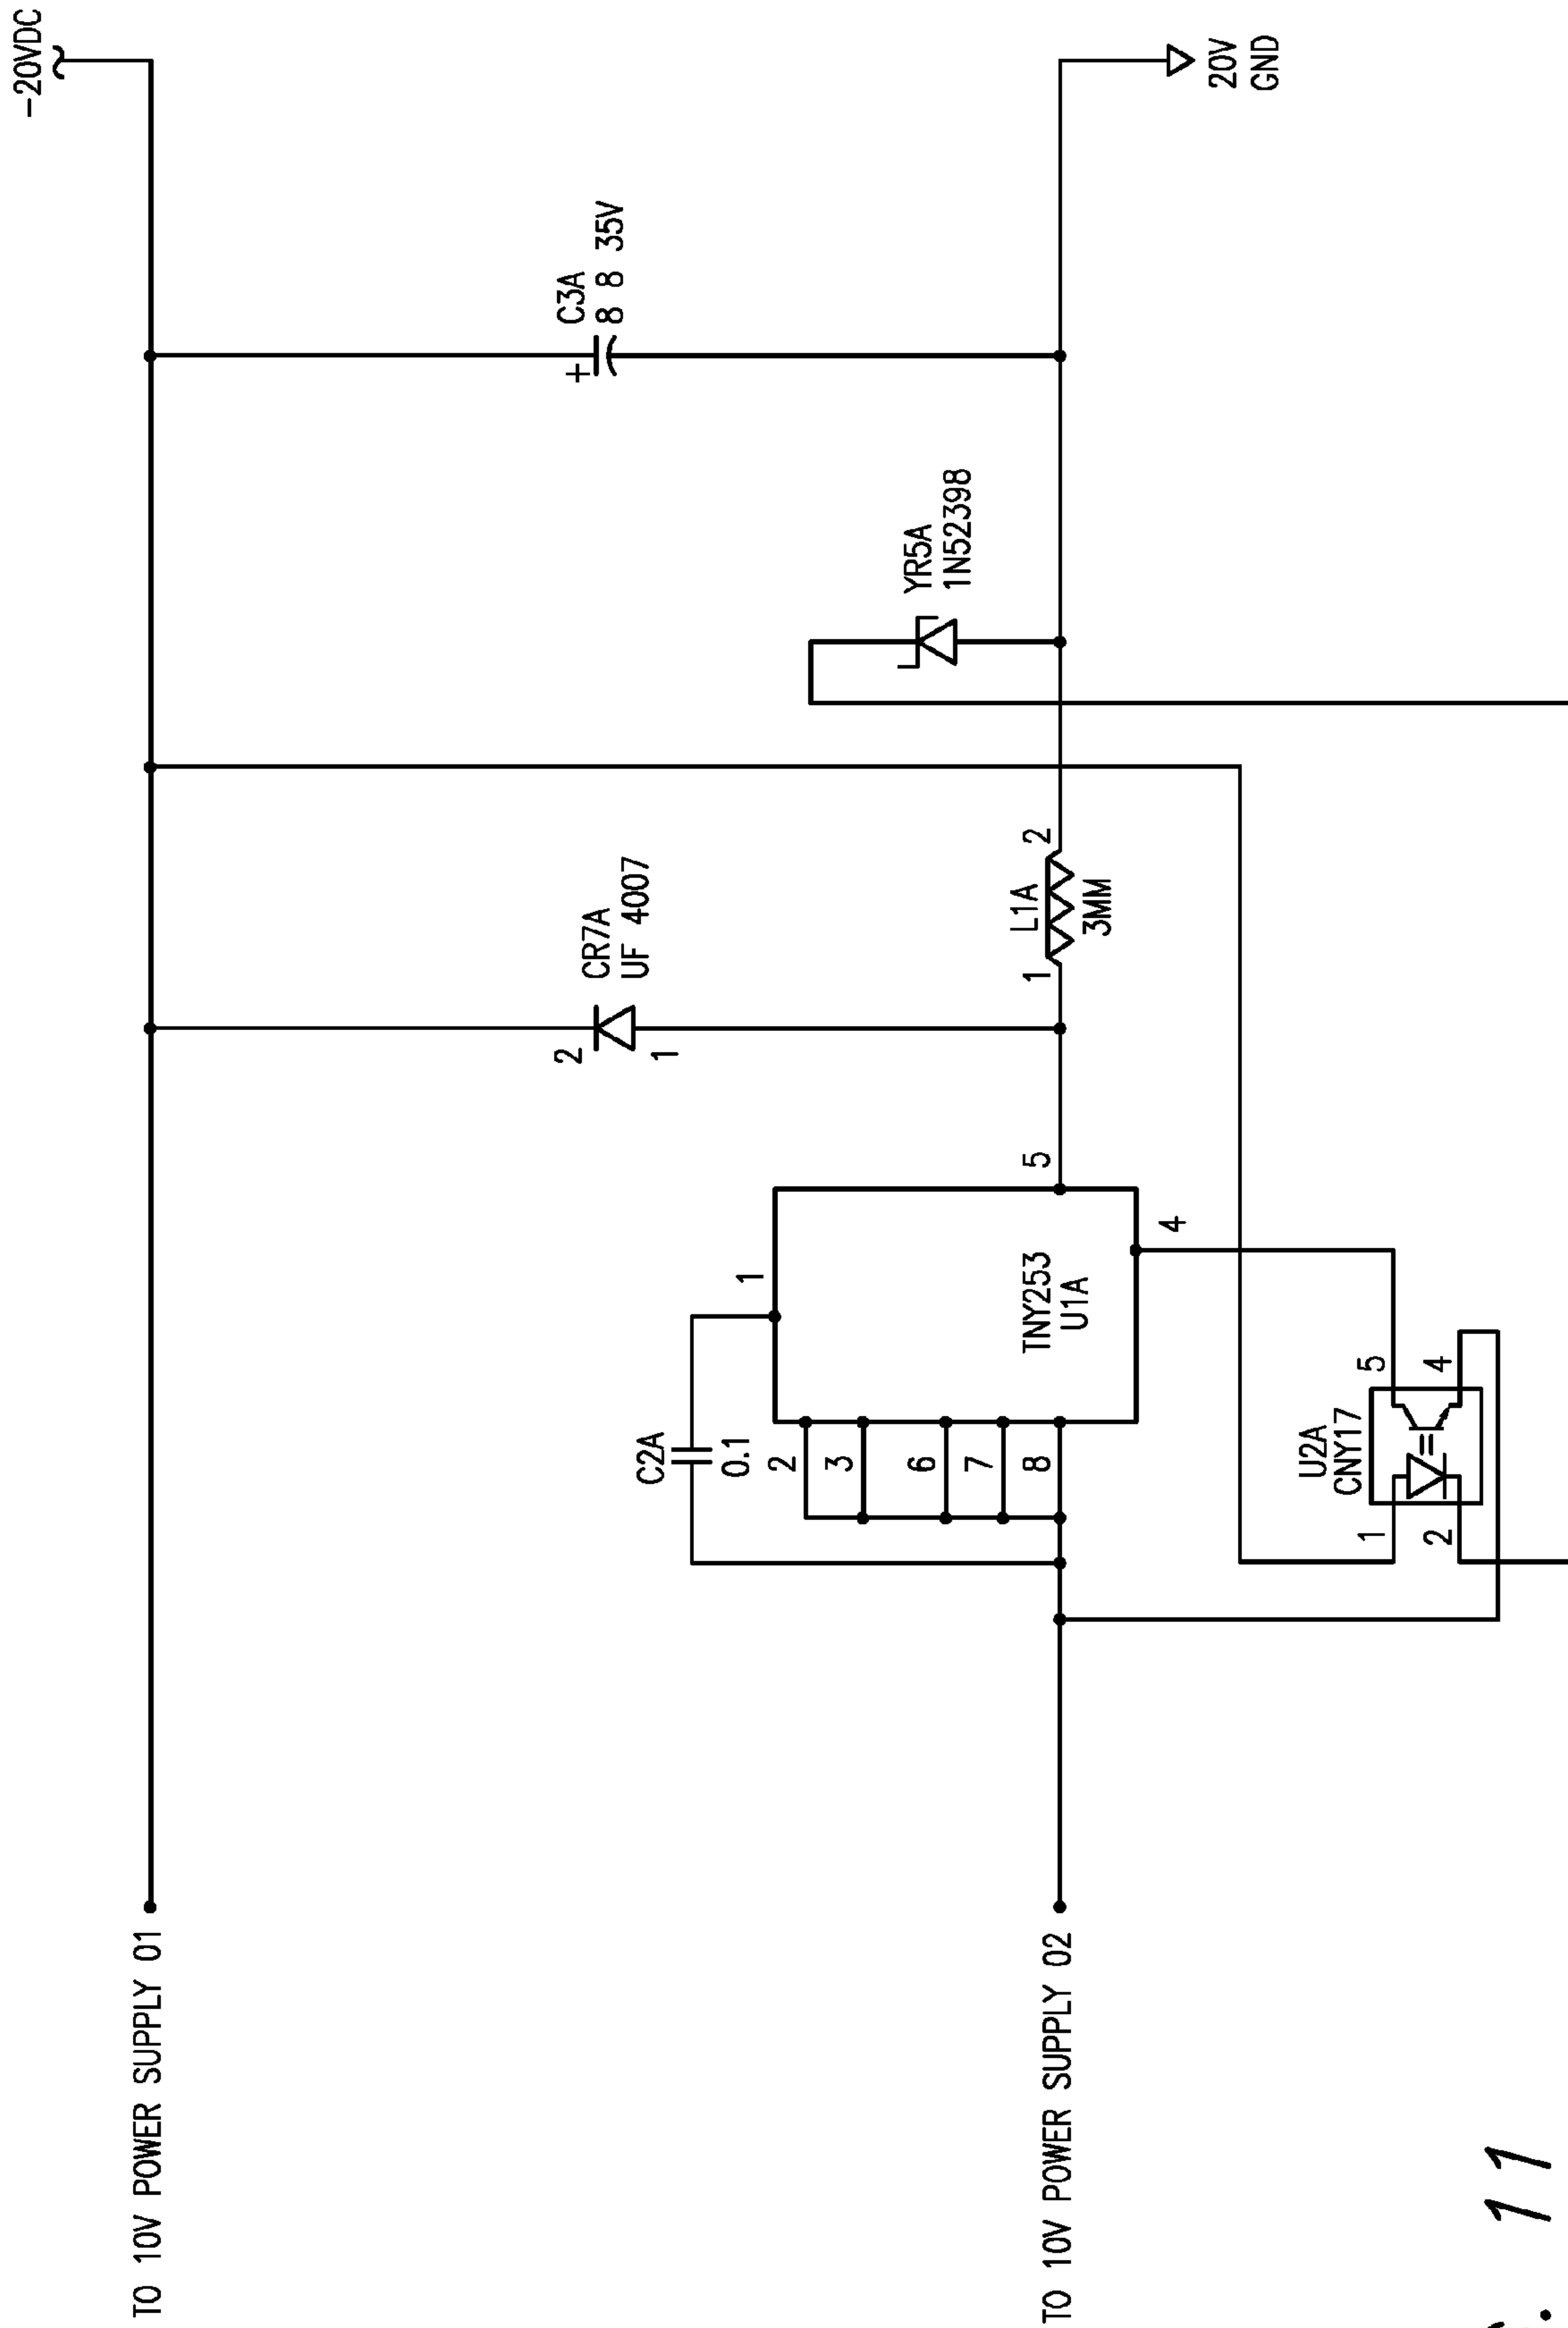 -20VDC
C3A
8 8 35V
+
20V
GND
YR5A
1N52398
CR7A
UF 4007
2
1
L1A
1
2
3MM
TNY253
U1A
1
5
4
C2A
0.1
2
3
6
7
8
U2A
CNY17
5
4
1
2
TO 10V POWER SUPPLY 01
TO 10V POWER SUPPLY 02
11